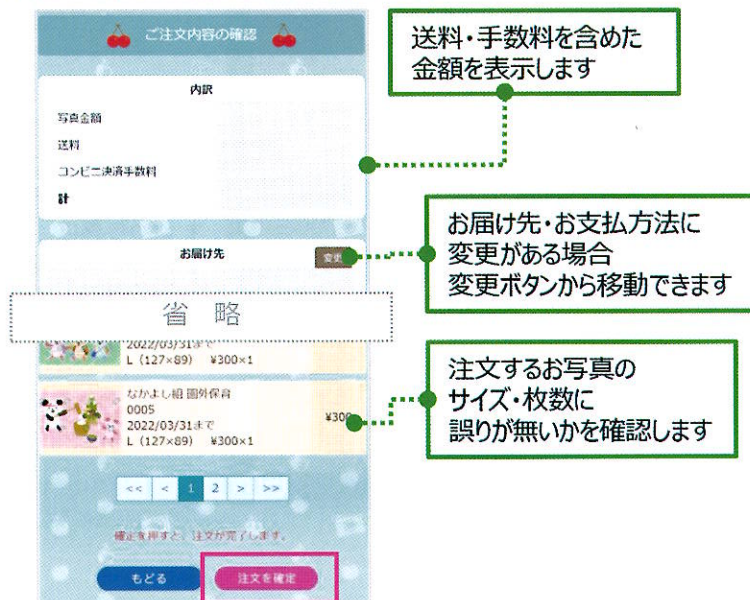 ご注文内容の確認
送料・手数料を含めた
金額を表示します
内訳
写真金額
送料
コンビニ決済手数料
計
お届け先・お支払方法に
変更がある場合
変更ボタンから移動できます
お届け先
変更
省 略
2022/03/31まで
L（127×89） ¥300×1
注文するお写真の
サイズ・枚数に
誤りが無いかを確認します
なかよし組 園外保育
0005
2022/03/31まで
L（127×89） ¥300×1
¥300
<< < 1 2 > >>
確定を押すと、注文が完了します。
もどる
注文を確定